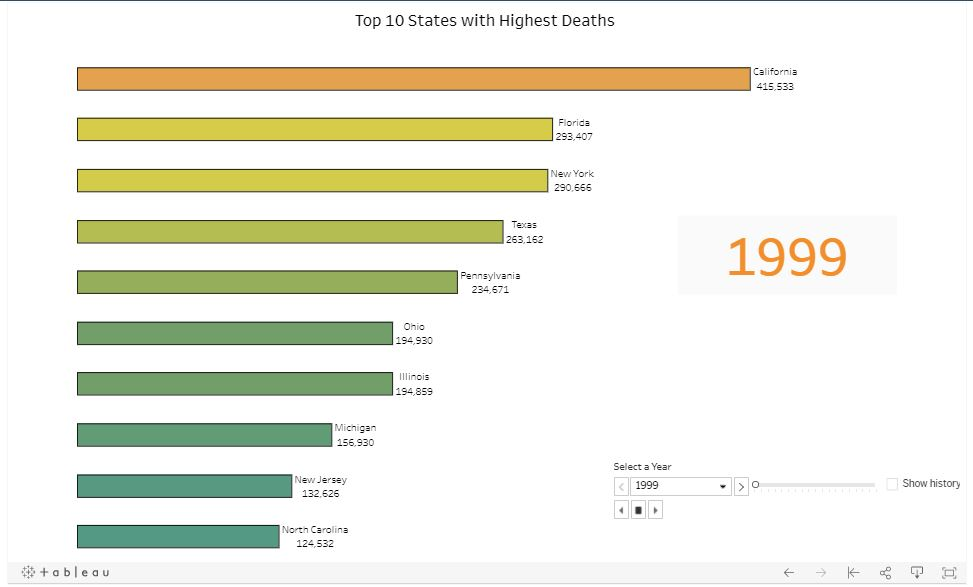 Top 10 States with Highest Deaths
California
415,533
Florida
293,407
New York
290,666
Texas
263,162
1999
Pennsylvania
234,671
Ohio
194,930
Illinois
194,859
Michigan
156,930
Select a Year
1999
Show history
New Jersey
132,626
North Carolina
124,532
+ableau